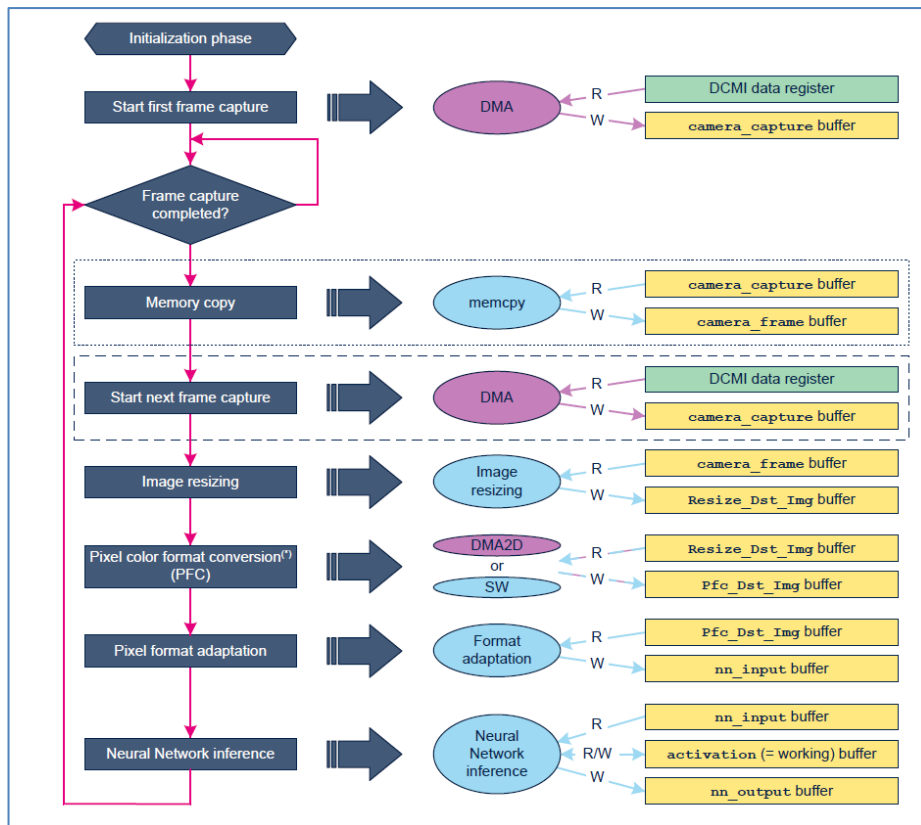 Initialization phase
Start first frame capture
DMA
R
W
DCMI data register
camera_capture buffer
Frame capture
completed?
Memory copy
memcpy
R
W
camera_capture buffer
camera_frame buffer
Start next frame capture
DMA
R
W
DCMI data register
camera_capture buffer
Image resizing
Image
resizing
R
W
camera_frame buffer
Resize_Dst_Img buffer
Pixel color format conversion(*)
(PFC)
DMA2D
or
SW
R
W
Resize_Dst_Img buffer
Pfc_Dst_Img buffer
Pixel format adaptation
Format
adaptation
R
W
Pfc_Dst_Img buffer
nn_input buffer
Neural Network inference
Neural
Network
inference
R
R/W
W
nn_input buffer
activation (= working) buffer
nn_output buffer